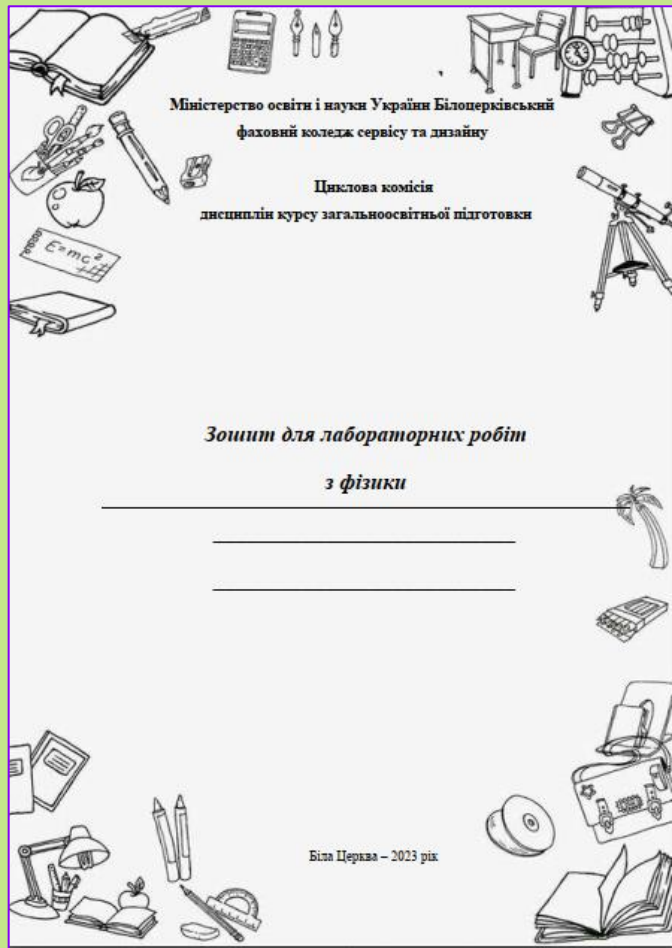 Міністерство освіти і науки України Білоцерківський
фаховий коледж сервісу та дизайну
Циклова комісія
дисциплін курсу загальноосвітньої підготовки
E=mc²
Зошит для лабораторних робіт
з фізики
Біла Церква – 2023 рік